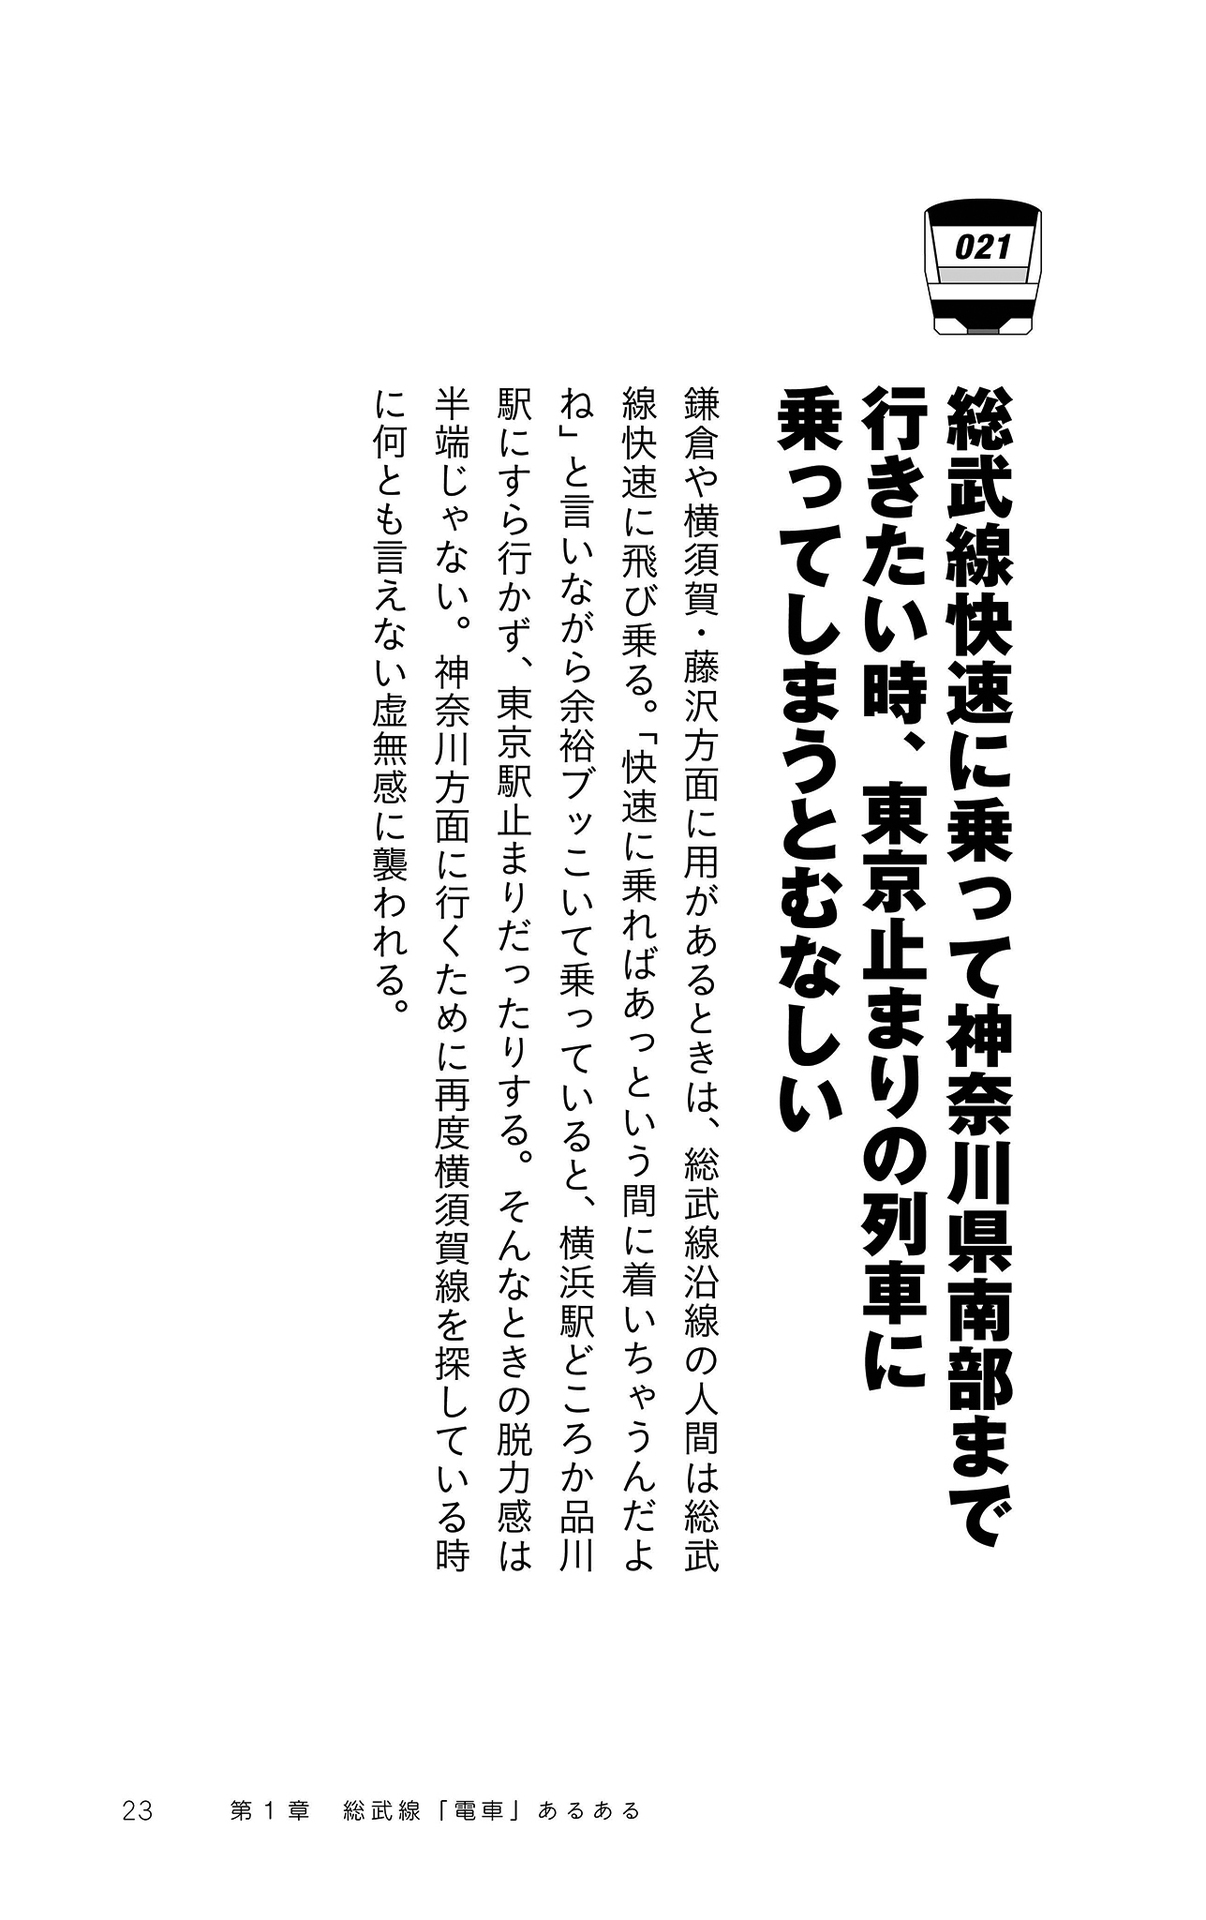 021
総武線快速に乗って神奈川県南部まで
行きたい時、東京止まりの列車に
乗ってしまうとむなしい
鎌倉や横須賀・藤沢方面に用があるときは、総武線沿線の人間は総武
線快速に飛び乗る。「快速に乗ればあっという間に着いちゃうんだよ
ね」と言いながら余裕ブッこいて乗っていると、横浜駅どころか品川
駅にすら行かず、東京駅止まりだったりする。そんなときの脱力感は
半端じゃない。神奈川方面に行くために再度横須賀線を探している時
に何とも言えない虚無感に襲われる。
23 第1章 総武線「電車」あるある